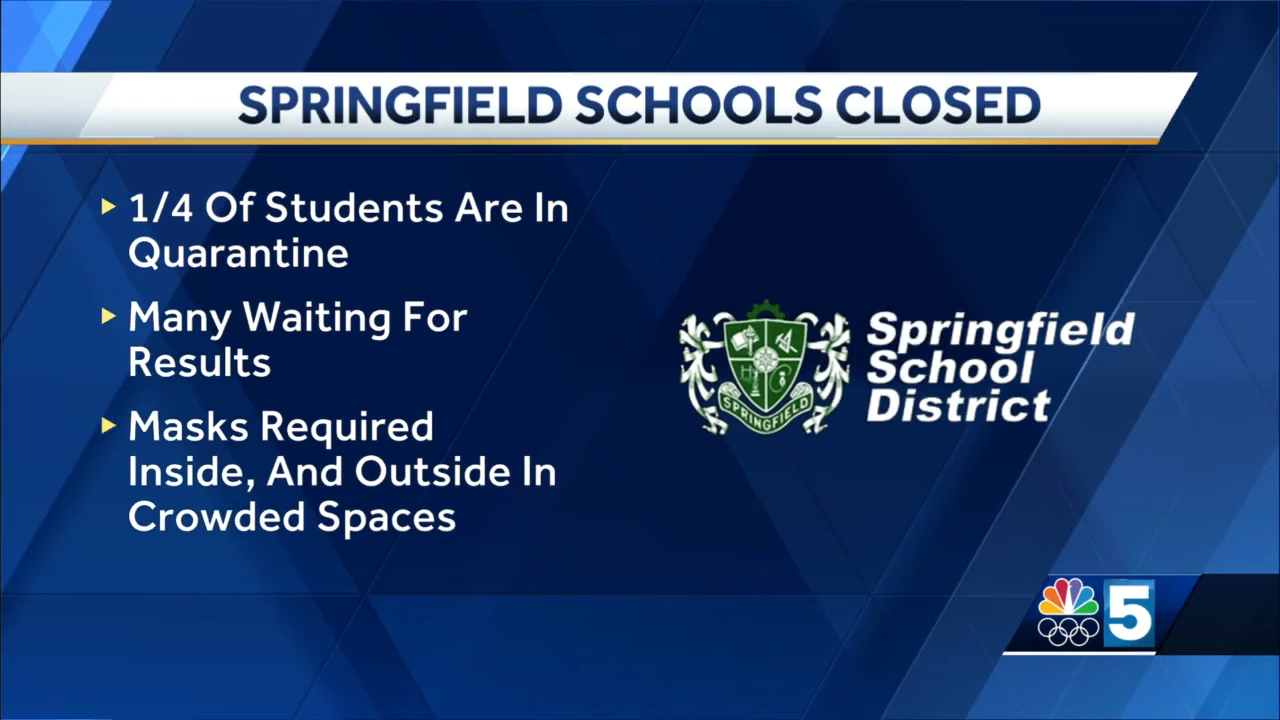 SPRINGFIELD SCHOOLS CLOSED
1/4 Of Students Are In
Quarantine
Many Waiting For
Results
Masks Required
Inside, And Outside In
Crowded Spaces
SPRINGFIELD
Springfield
School
District
5